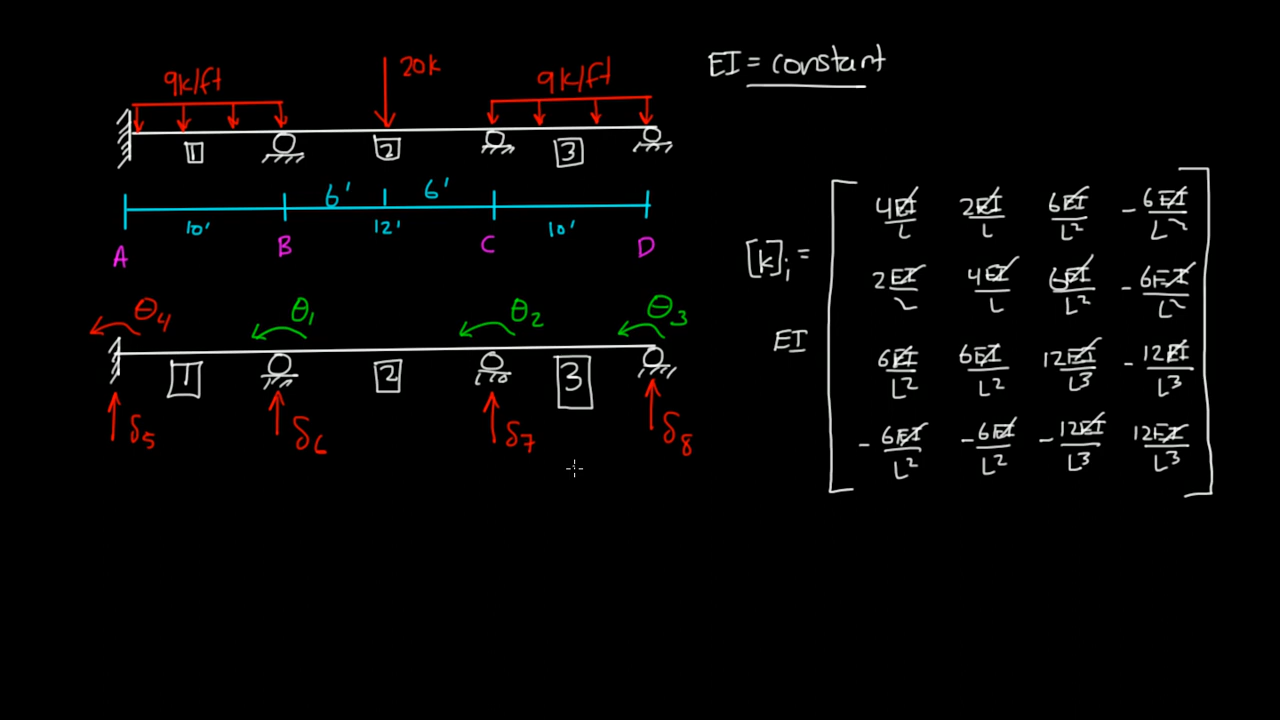 9k/ft 20k 9k/ft
1 2 3
6' 6'
10' 12' 10'
A B C D
θ4 θ1 θ2 θ3
1 2 3
δ5 δ6 δ7 δ8
EI = constant
[k]i =
EI
4EI/L 2EI/L 6EI/L² -6EI/L²
2EI/L 4EI/L 6EI/L² -6EI/L²
6EI/L² 6EI/L² 12EI/L³ -12EI/L³
-6EI/L² -6EI/L² -12EI/L³ 12EI/L³